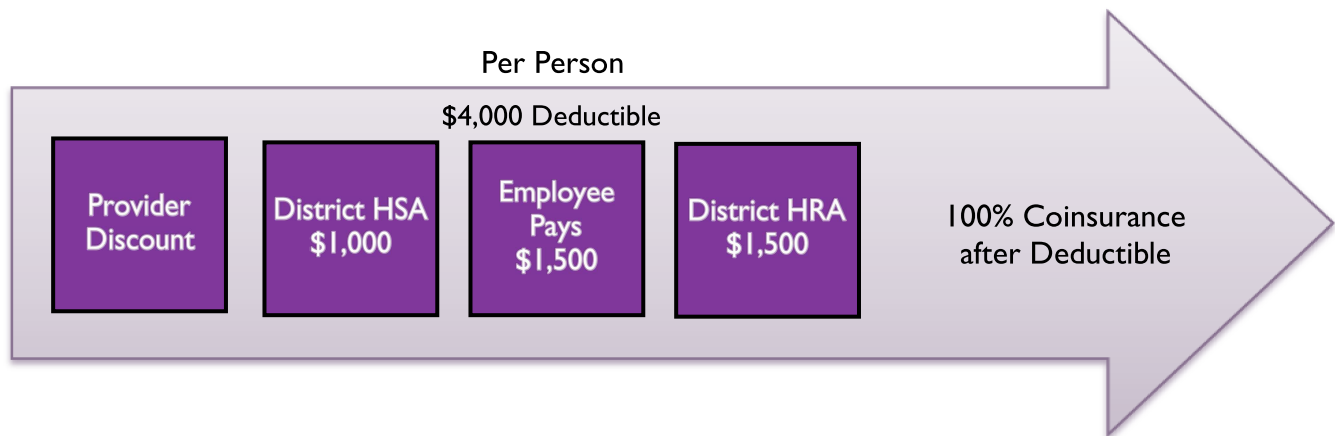 Per Person
$4,000 Deductible
Provider
Discount
District HSA
$1,000
Employee
Pays
$1,500
District HRA
$1,500
100% Coinsurance
after Deductible